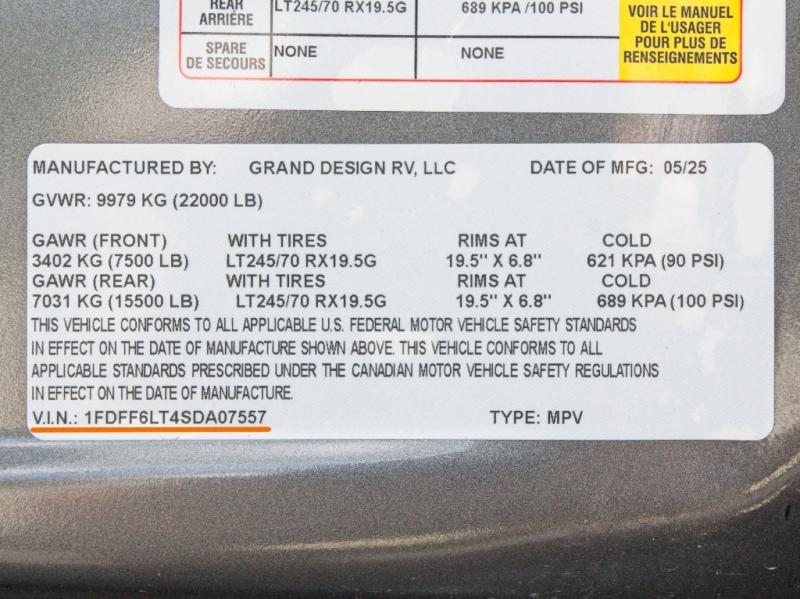 REAR
ARRIÉRE
LT245/70 RX19.5G
689 KPA /100 PSI
VOIR LE MANUEL
DE L'USAGER
POUR PLUS DE
RENSEIGNEMENTS
SPARE
DE SECOURS
NONE
NONE
MANUFACTURED BY: GRAND DESIGN RV, LLC DATE OF MFG: 05/25
GVWR: 9979 KG (22000 LB)
GAWR (FRONT) WITH TIRES RIMS AT COLD
3402 KG (7500 LB) LT245/70 RX19.5G 19.5" X 6.8" 621 KPA (90 PSI)
GAWR (REAR) WITH TIRES RIMS AT COLD
7031 KG (15500 LB) LT245/70 RX19.5G 19.5" X 6.8" 689 KPA (100 PSI)
THIS VEHICLE CONFORMS TO ALL APPLICABLE U.S. FEDERAL MOTOR VEHICLE SAFETY STANDARDS
IN EFFECT ON THE DATE OF MANUFACTURE SHOWN ABOVE. THIS VEHICLE CONFORMS TO ALL
APPLICABLE STANDARDS PRESCRIBED UNDER THE CANADIAN MOTOR VEHICLE SAFETY REGULATIONS
IN EFFECT ON THE DATE OF MANUFACTURE.
V.I.N.: 1FDFF6LT4SDA07557 TYPE: MPV